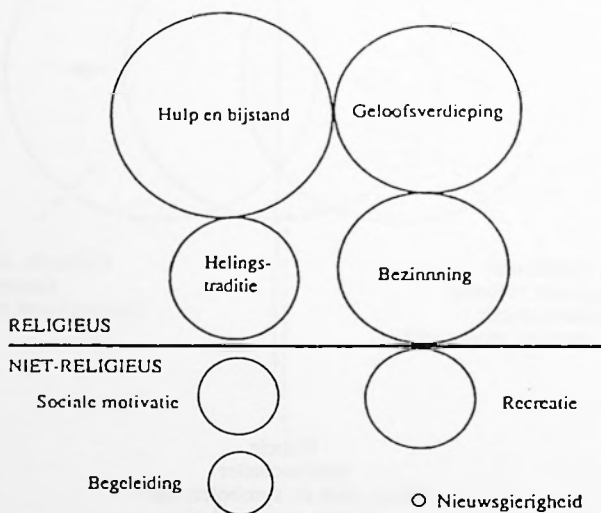 Hulp en bijstand
Geloofsverdieping
Helings-
traditie
Bezinnning
RELIGIEUS
NIET-RELIGIEUS
Sociale motivatie
Recreatie
Begeleiding
Nieuwsgierigheid